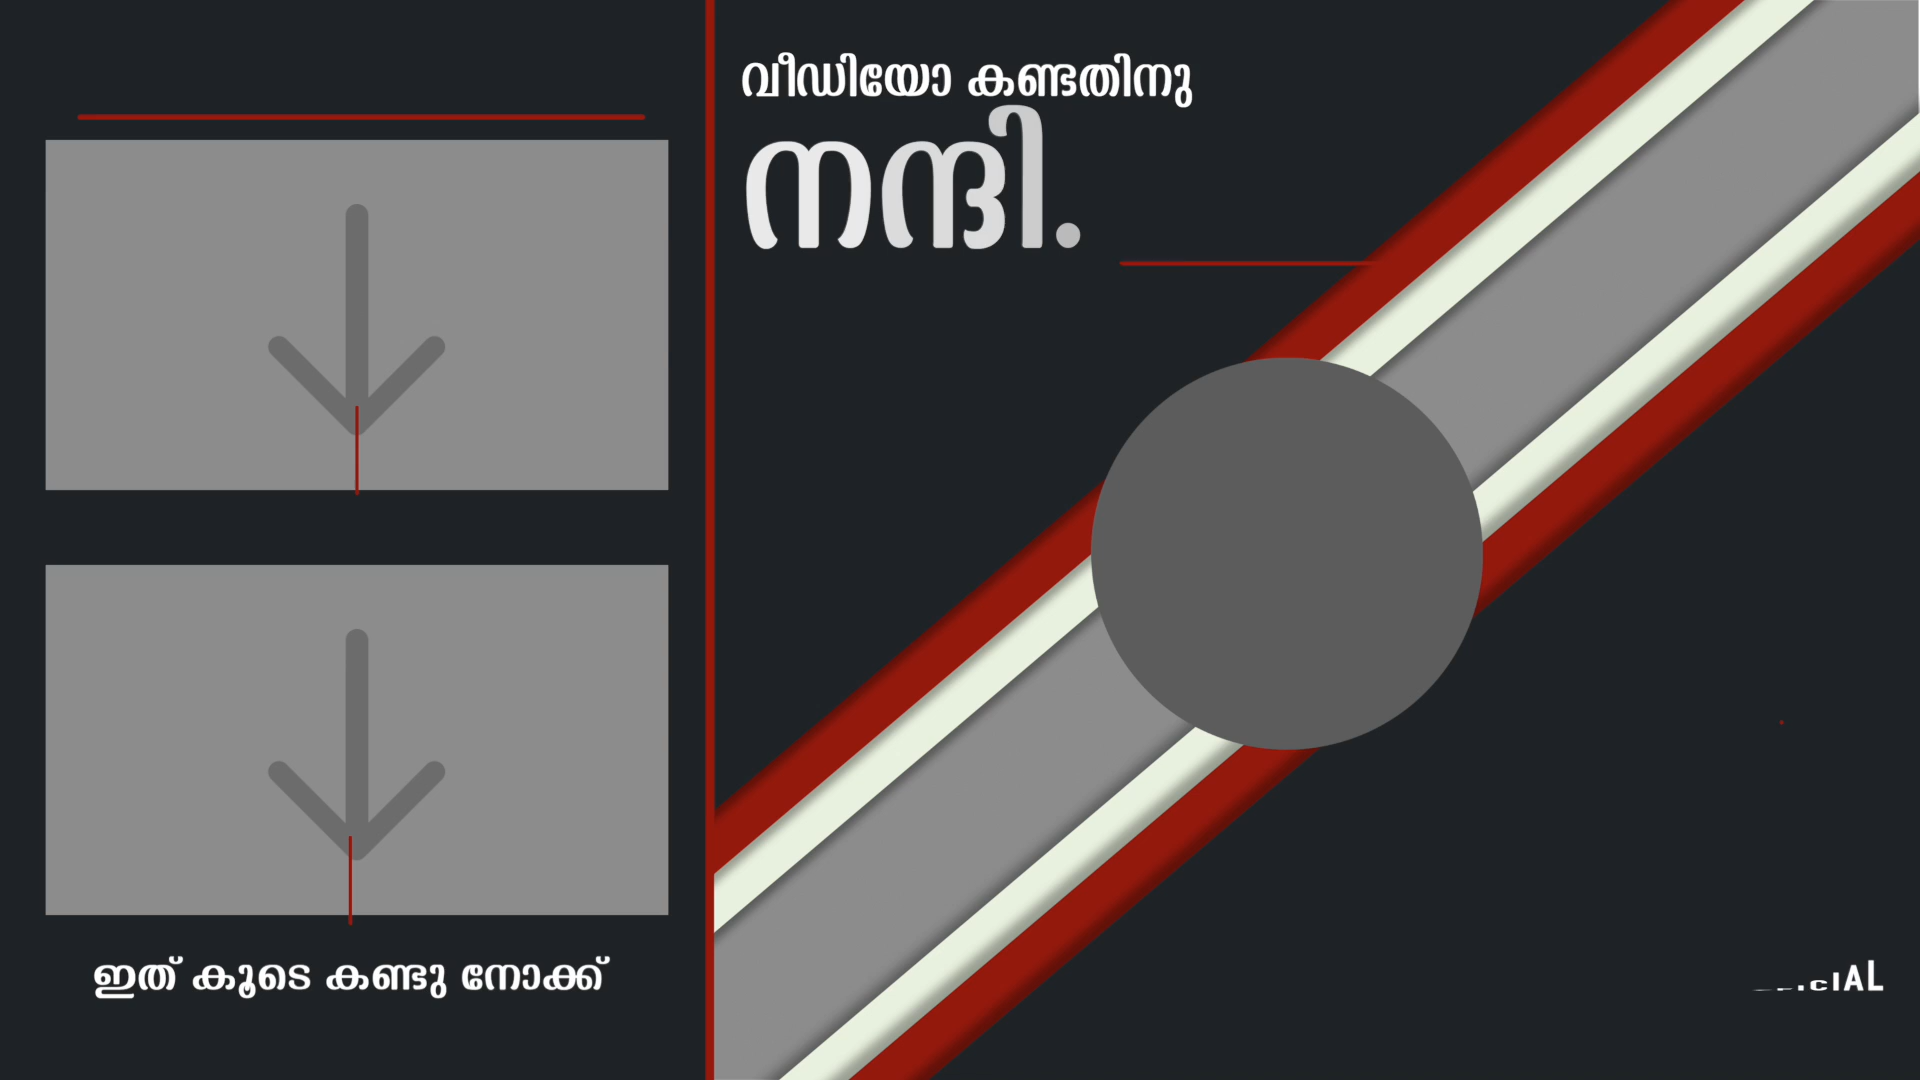 വീഡിയോ കണ്ടതിനു
നന്ദി.
ഇത് കൂടെ കണ്ടു നോക്ക്